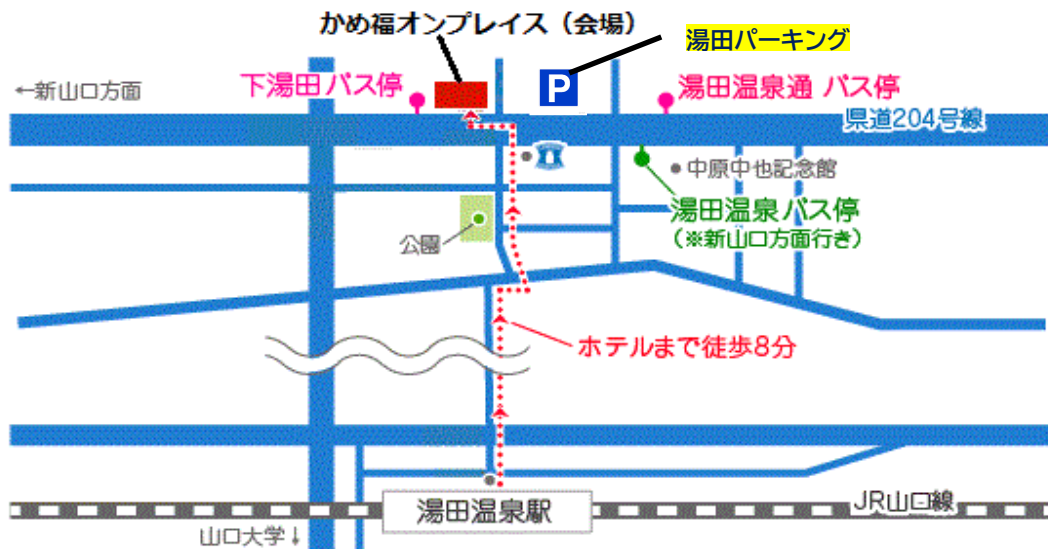 かめ福オンプレイス（会場）
湯田パーキング
←新山口方面
下湯田 バス停
P
湯田温泉通 バス停
県道204号線
中原中也記念館
湯田温泉 バス停
（※新山口方面行き）
公園
ホテルまで徒歩8分
湯田温泉駅
JR山口線
山口大学↓